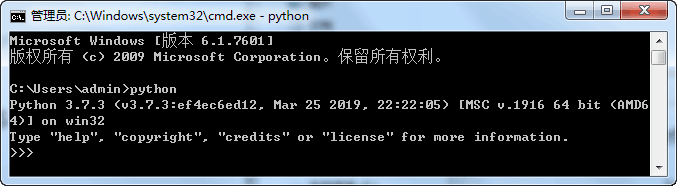 管理员: C:\Windows\system32\cmd.exe - python
Microsoft Windows [版本 6.1.7601]
版权所有 (c) 2009 Microsoft Corporation。保留所有权利。
C:\Users\admin>python
Python 3.7.3 (v3.7.3:ef4ec6ed12, Mar 25 2019, 22:22:05) [MSC v.1916 64 bit (AMD6
4)] on win32
Type "help", "copyright", "credits" or "license" for more information.
>>>